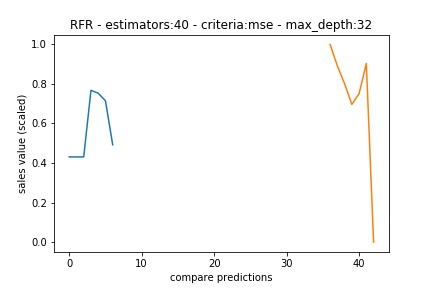 RFR - estimators:40 - criteria:mse - max_depth:32
1.0
0.8
0.6
0.4
0.2
0.0
sales value (scaled)
0 10 20 30 40
compare predictions